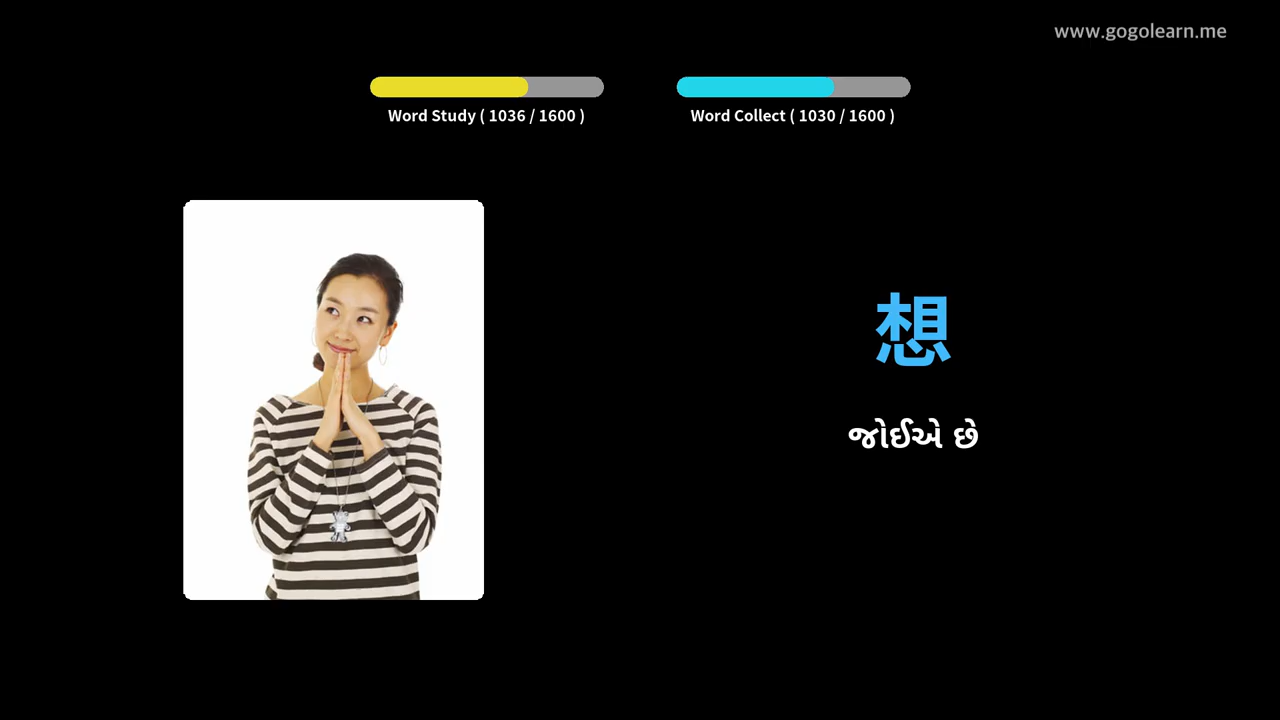 www.gogolearn.me
Word Study ( 1036 / 1600 )
Word Collect ( 1030 / 1600 )
想
જોઈએ છે